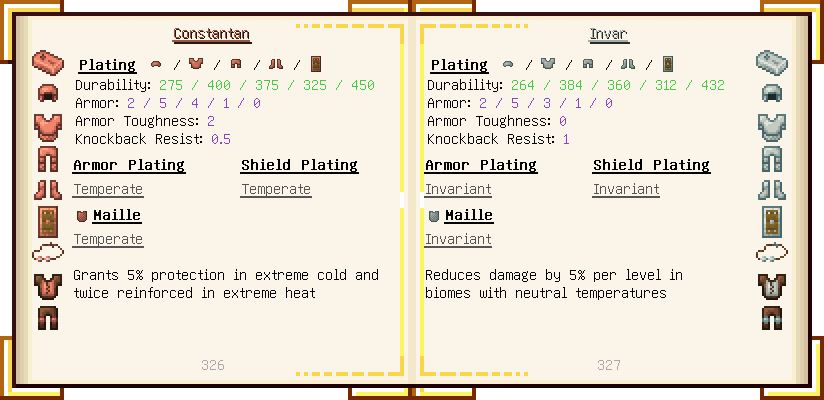 Constantan
Plating / / / /
Durability: 275 / 400 / 375 / 325 / 450
Armor: 2 / 5 / 4 / 1 / 0
Armor Toughness: 2
Knockback Resist: 0.5
Armor Plating Shield Plating
Temperate Temperate
Maille
Temperate
Grants 5% protection in extreme cold and
twice reinforced in extreme heat
326
Invar
Plating / / / /
Durability: 264 / 384 / 360 / 312 / 432
Armor: 2 / 5 / 3 / 1 / 0
Armor Toughness: 0
Knockback Resist: 1
Armor Plating Shield Plating
Invariant Invariant
Maille
Invariant
Reduces damage by 5% per level in
biomes with neutral temperatures
327